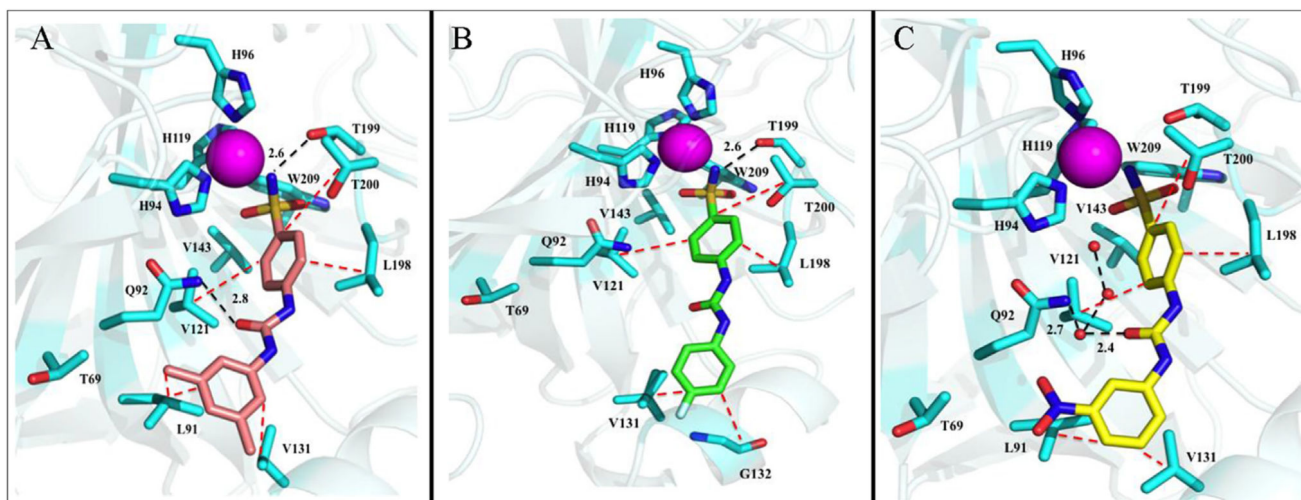 A
H96
H119
2.6
T199
W209
T200
H94
V143
L198
Q92
2.8
V121
T69
L91
V131
B
H96
H119
2.6
T199
W209
H94
T200
V143
Q92
L198
V121
T69
V131
G132
C
H96
T199
H119
W209
T200
V143
H94
L198
V121
Q92
2.7
2.4
T69
L91
V131